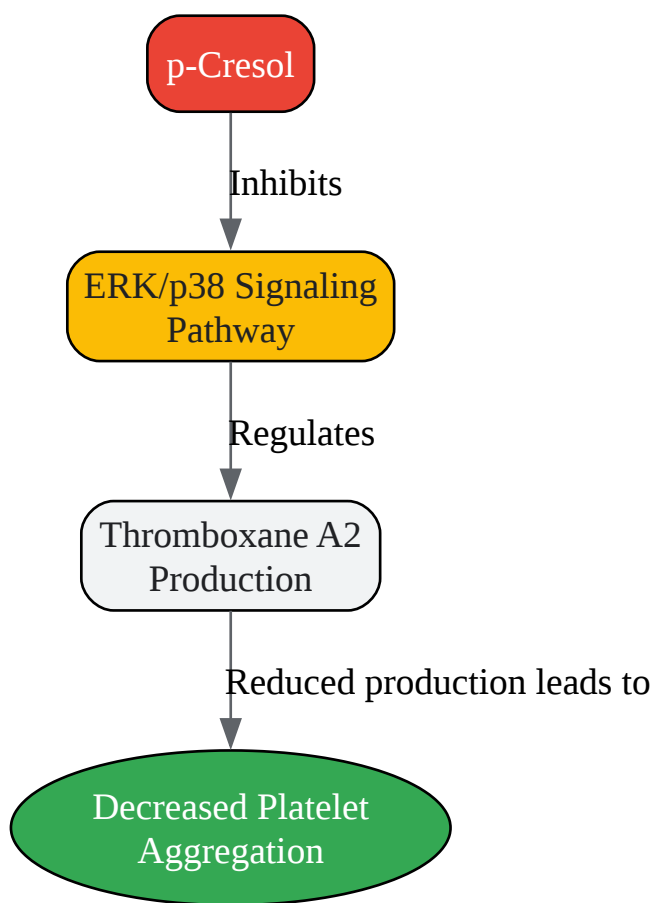 p-Cresol
Inhibits
ERK/p38 Signaling
Pathway
Regulates
Thromboxane A2
Production
Reduced production leads to
Decreased Platelet
Aggregation